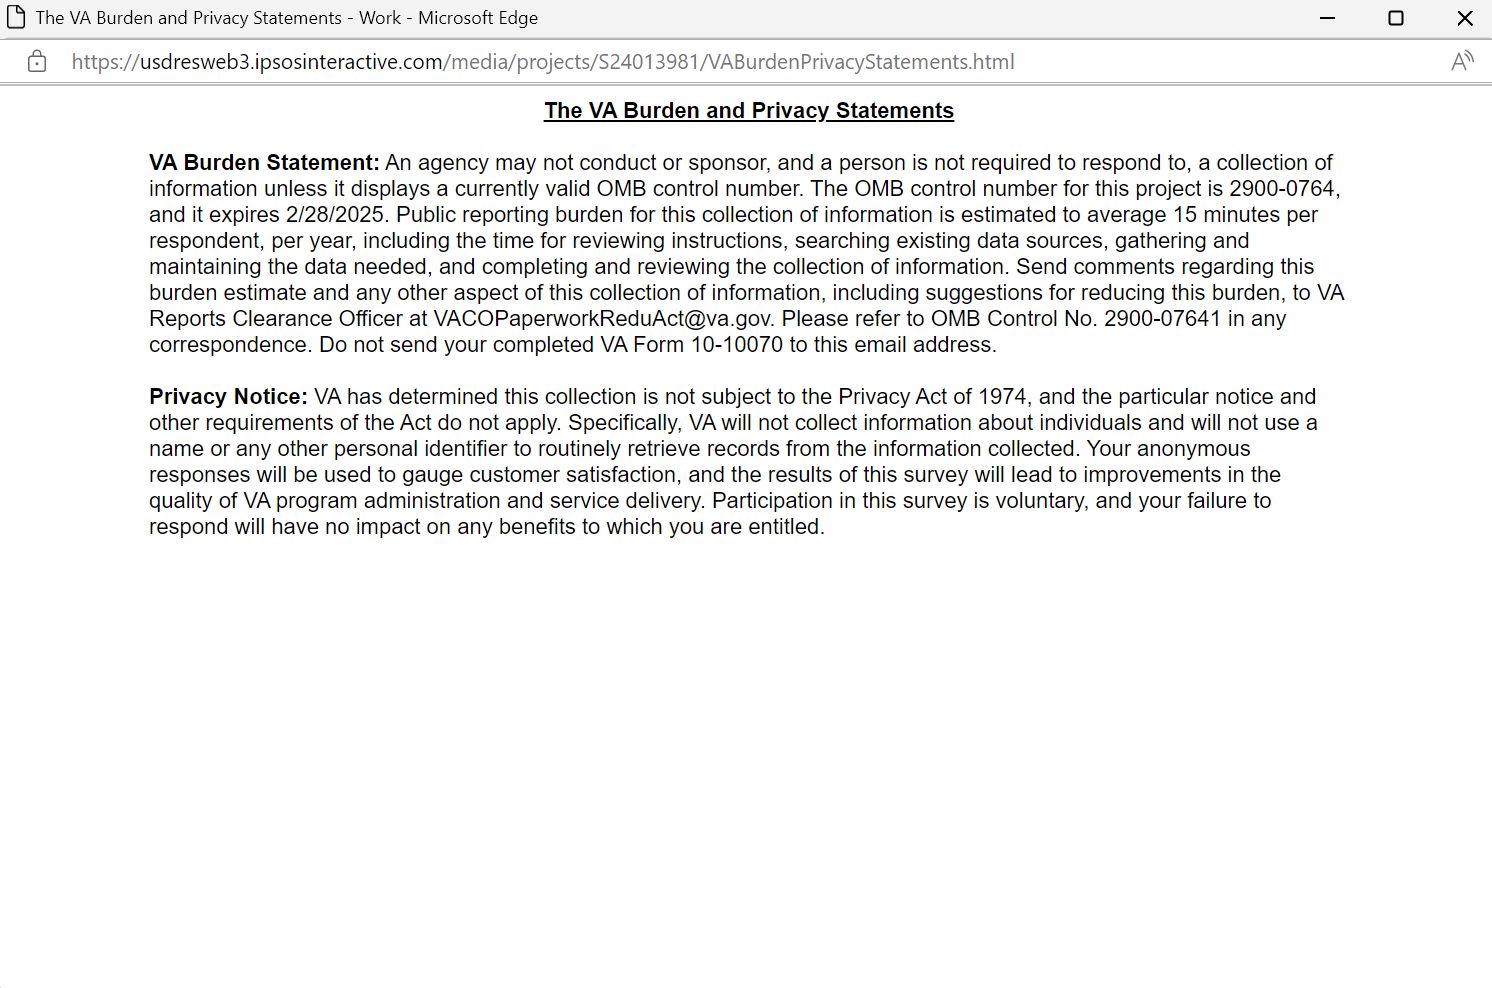 The VA Burden and Privacy Statements - Work - Microsoft Edge
https://usdresweb3.ipsosinteractive.com/media/projects/S24013981/VABurdenPrivacyStatements.html
The VA Burden and Privacy Statements
VA Burden Statement: An agency may not conduct or sponsor, and a person is not required to respond to, a collection of
information unless it displays a currently valid OMB control number. The OMB control number for this project is 2900-0764,
and it expires 2/28/2025. Public reporting burden for this collection of information is estimated to average 15 minutes per
respondent, per year, including the time for reviewing instructions, searching existing data sources, gathering and
maintaining the data needed, and completing and reviewing the collection of information. Send comments regarding this
burden estimate and any other aspect of this collection of information, including suggestions for reducing this burden, to VA
Reports Clearance Officer at VACOPaperworkReduAct@va.gov. Please refer to OMB Control No. 2900-07641 in any
correspondence. Do not send your completed VA Form 10-10070 to this email address.
Privacy Notice: VA has determined this collection is not subject to the Privacy Act of 1974, and the particular notice and
other requirements of the Act do not apply. Specifically, VA will not collect information about individuals and will not use a
name or any other personal identifier to routinely retrieve records from the information collected. Your anonymous
responses will be used to gauge customer satisfaction, and the results of this survey will lead to improvements in the
quality of VA program administration and service delivery. Participation in this survey is voluntary, and your failure to
respond will have no impact on any benefits to which you are entitled.